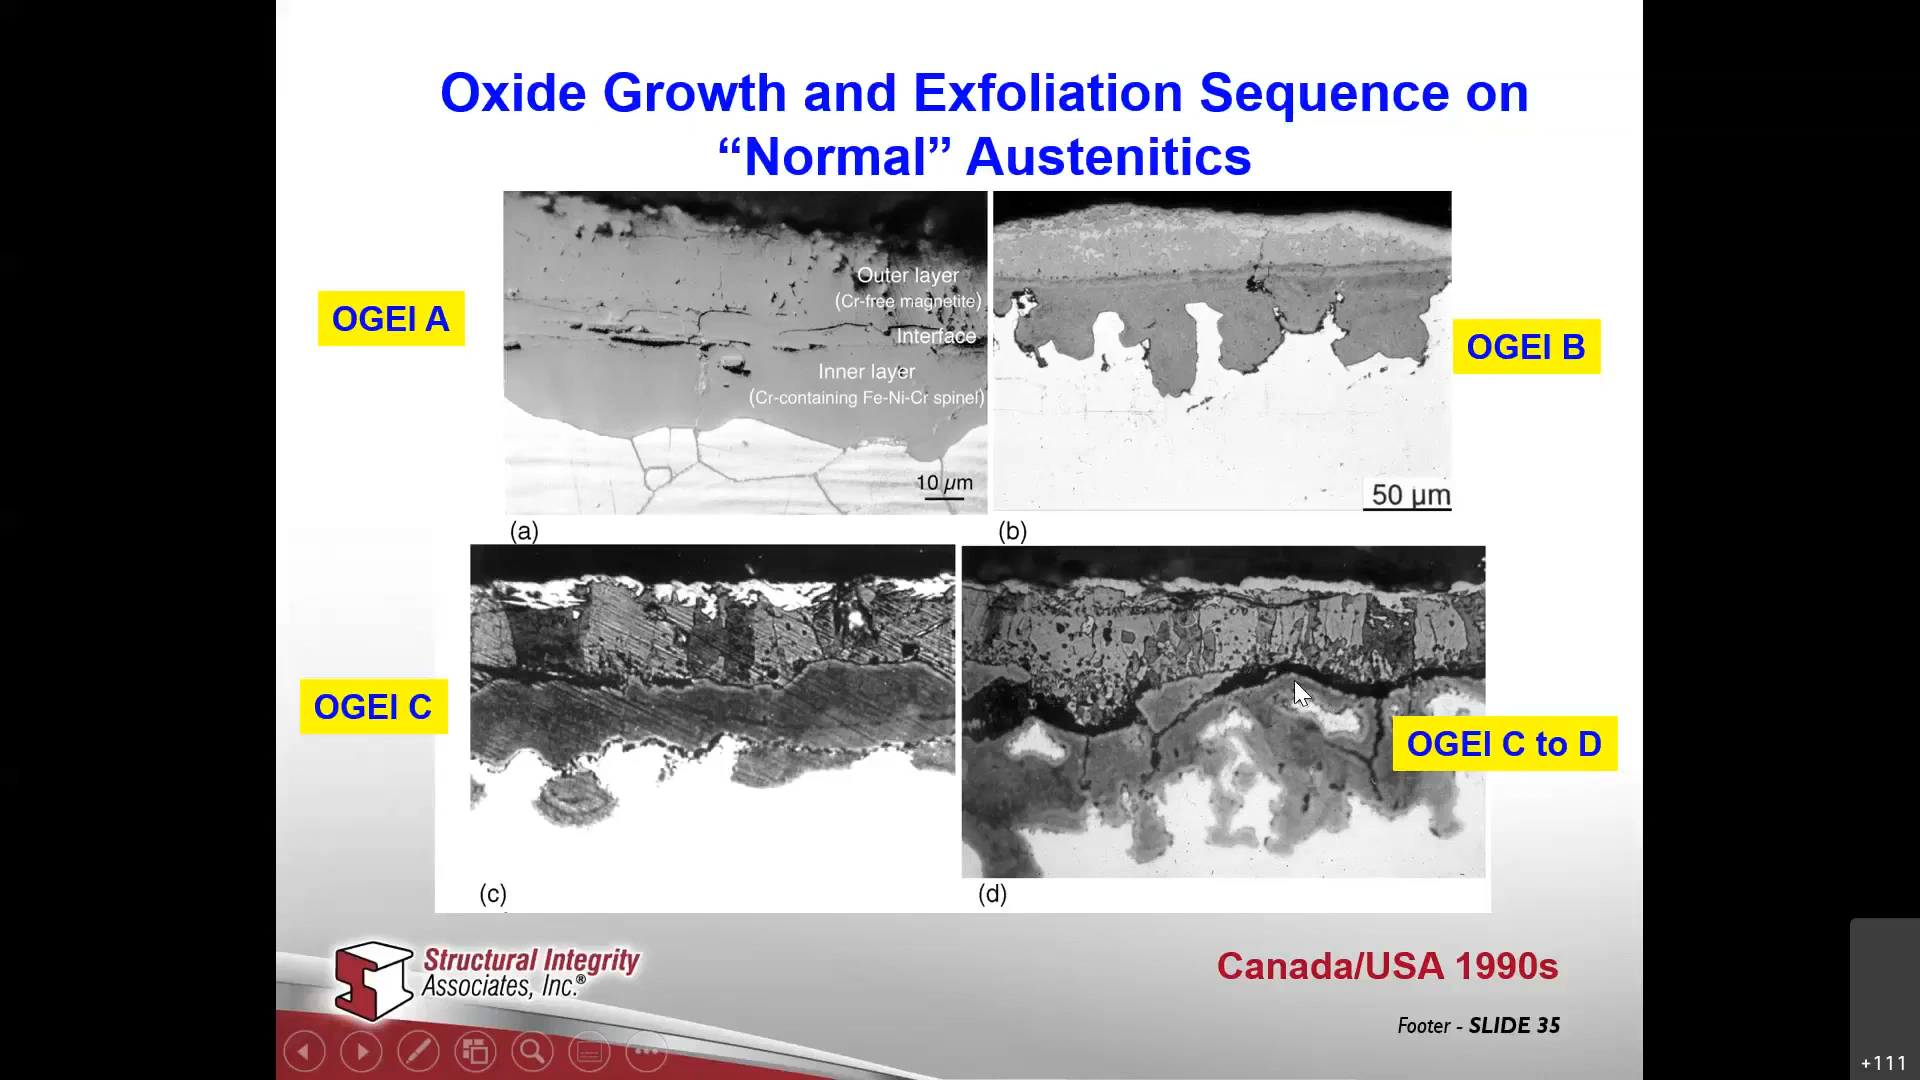 Oxide Growth and Exfoliation Sequence on
“Normal” Austenitics
OGEI A
Outer layer
(Cr-free magnetite)
Interface
Inner layer
(Cr-containing Fe-Ni-Cr spinel)
10 µm
(a)
OGEI B
50 µm
(b)
OGEI C
(c)
OGEI C to D
(d)
Structural Integrity
Associates, Inc.®
Canada/USA 1990s
Footer - SLIDE 35
+111